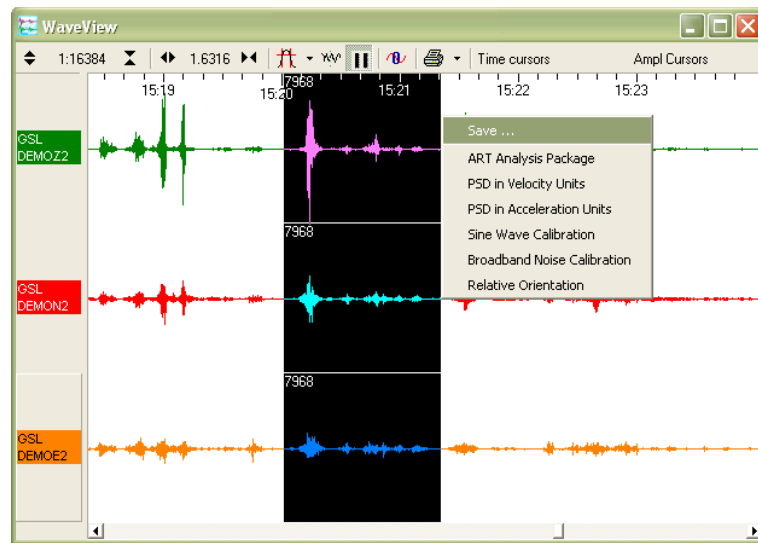 WaveView
1:16384 1.6316 Time cursors Ampl Cursors
15:19 15:20 15:21 15:22 15:23
7968
GSL
DEMOZ2
Save ...
ART Analysis Package
PSD in Velocity Units
PSD in Acceleration Units
Sine Wave Calibration
Broadband Noise Calibration
Relative Orientation
7968
GSL
DEMON2
7968
GSL
DEMOE2